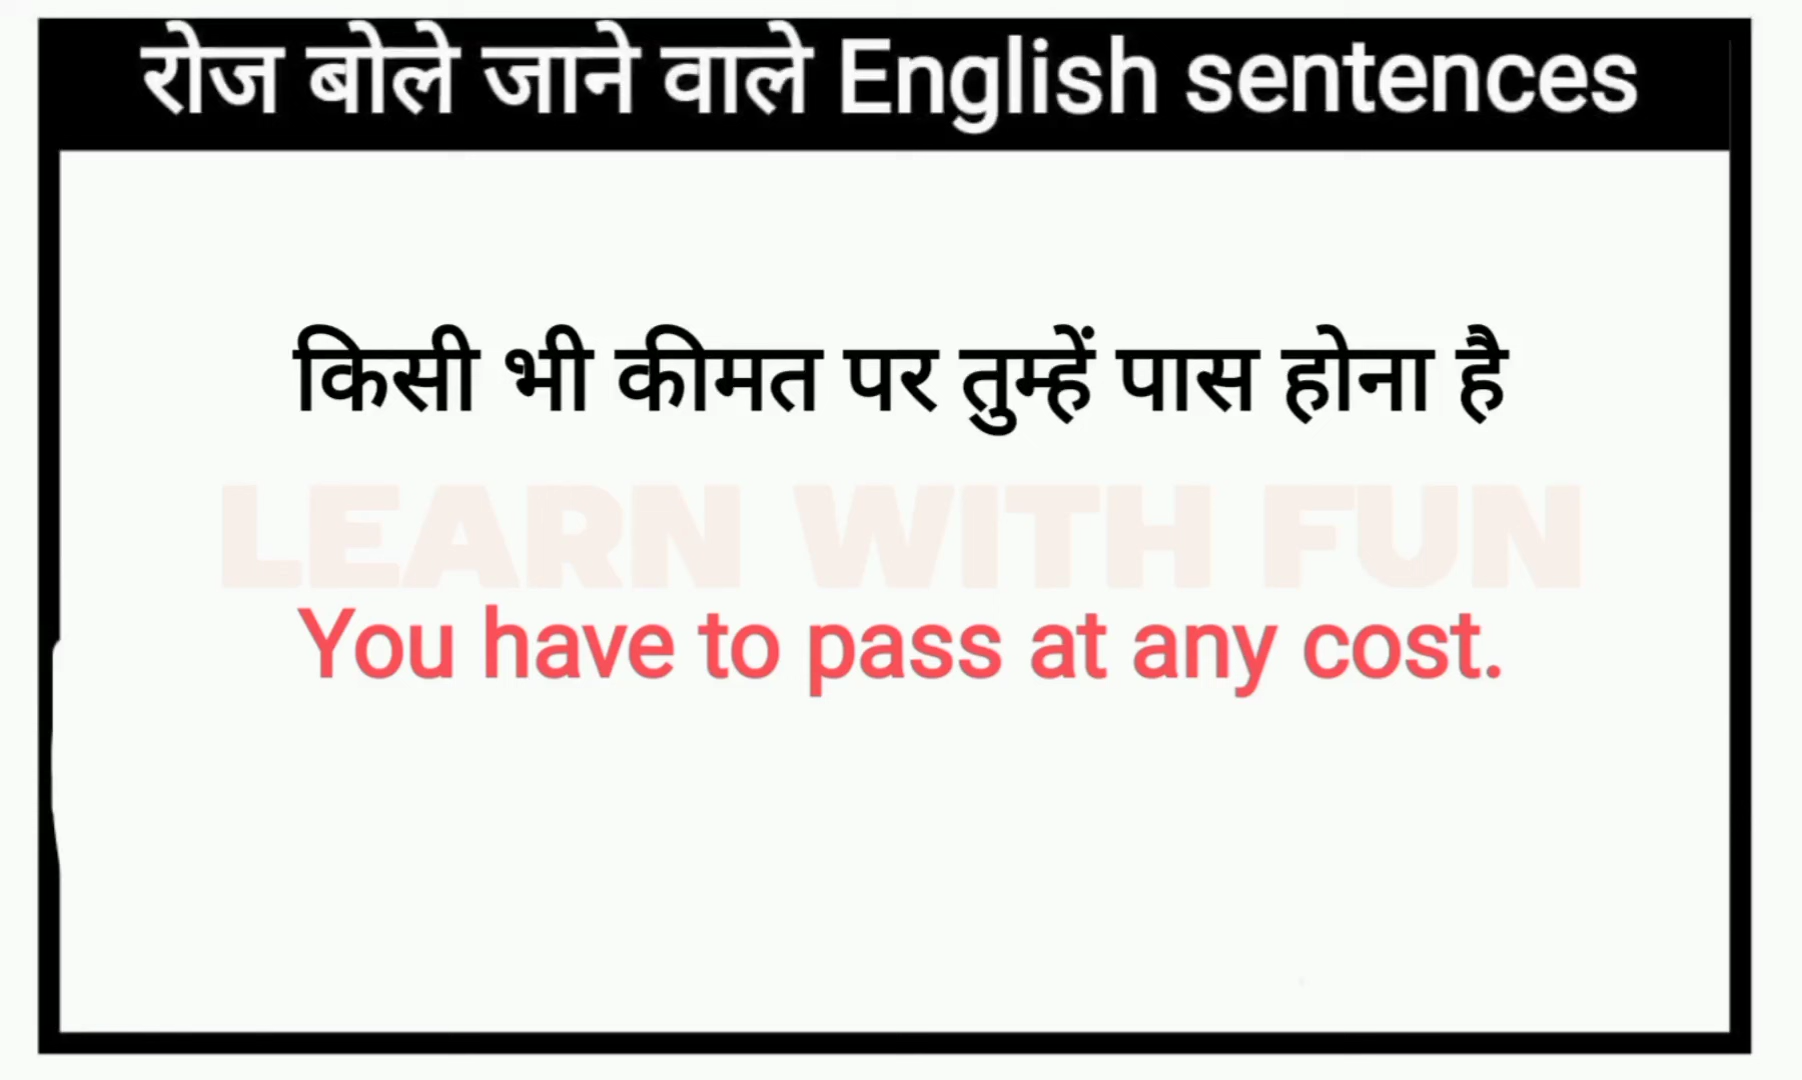 रोज बोले जाने वाले English sentences
किसी भी कीमत पर तुम्हें पास होना है
LEARN WITH FUN
You have to pass at any cost.